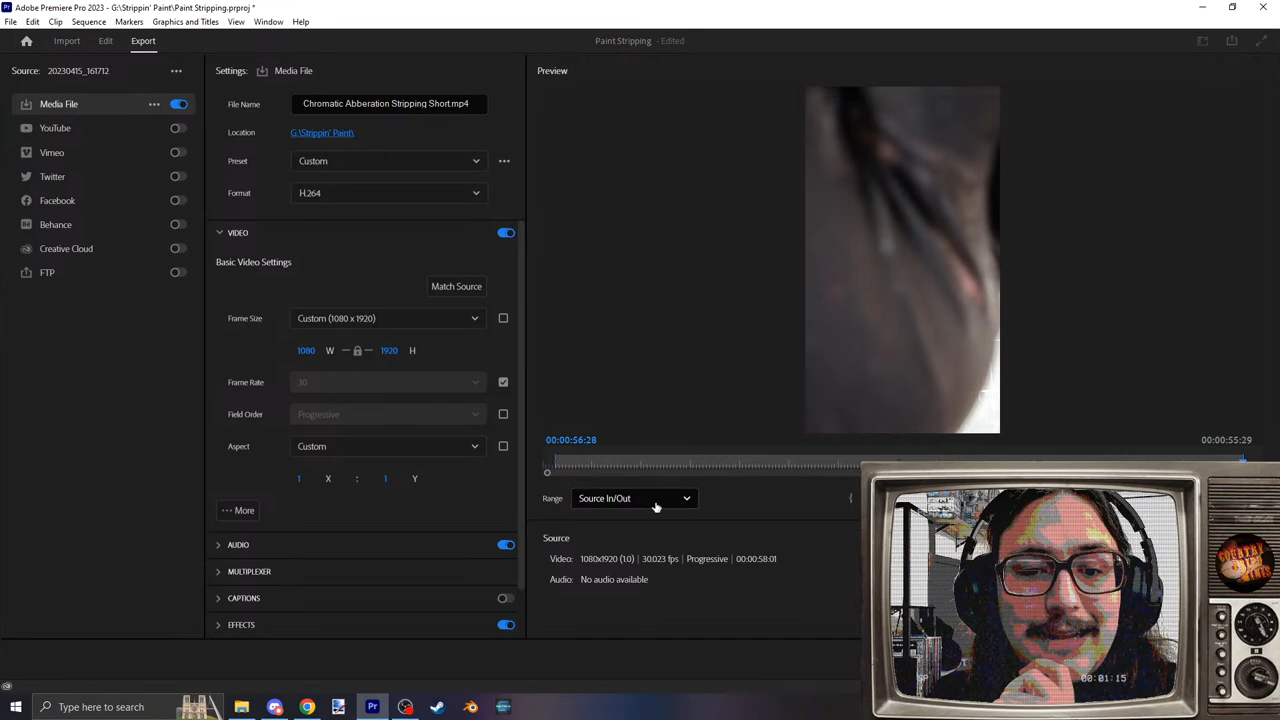 Adobe Premiere Pro 2023 - G:\Strippin' Paint\Paint Stripping.prproj *
File Edit Clip Sequence Markers Graphics and Titles View Window Help
Import Edit Export
Paint Stripping - Edited
Source: 20230415_161712
Settings: Media File
Preview
Media File
YouTube
Vimeo
Twitter
Facebook
Behance
Creative Cloud
FTP
File Name Chromatic Abberation Stripping Short.mp4
Location G:\Strippin' Paint\
Preset Custom
Format H.264
VIDEO
Basic Video Settings
Match Source
Frame Size Custom (1080 x 1920)
1080 W 1920 H
Frame Rate 30
Field Order Progressive
Aspect Custom
1 X : 1 Y
More
AUDIO
MULTIPLEXER
CAPTIONS
EFFECTS
00:00:56:28
00:00:55:29
Range Source In/Out
Source
Video: 1080x1920 (1.0) | 30.023 fps | Progressive | 00:00:58:01
Audio: No audio available
SP
00:01:15
Type here to search